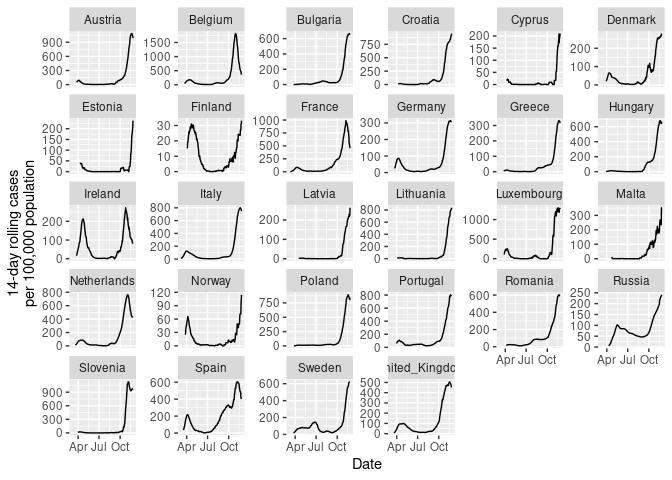 Austria Belgium Bulgaria Croatia Cyprus Denmark
900 600 300 0
1500 1000 500 0
600 400 200 0
750 500 250 0
200 150 100 50 0
200 100 0
Estonia Finland France Germany Greece Hungary
200 150 100 50 0
30 20 10 0
1000 750 500 250 0
300 200 100 0
300 200 100 0
600 400 200 0
Ireland Italy Latvia Lithuania Luxembourg Malta
200 100 0
800 600 400 200 0
200 100 0
800 600 400 200 0
1000 500 0
300 200 100 0
Netherlands Norway Poland Portugal Romania Russia
800 600 400 200 0
120 80 40 0
750 500 250 0
800 600 400 200 0
600 400 200 0
250 200 150 100 50 0
Apr Jul Oct Apr Jul Oct
Slovenia Spain Sweden nited_Kingdo
900 600 300 0
600 400 200 0
600 400 200 0
500 400 300 200 100 0
Apr Jul Oct Apr Jul Oct Apr Jul Oct Apr Jul Oct
Date
14-day rolling cases
per 100,000 population